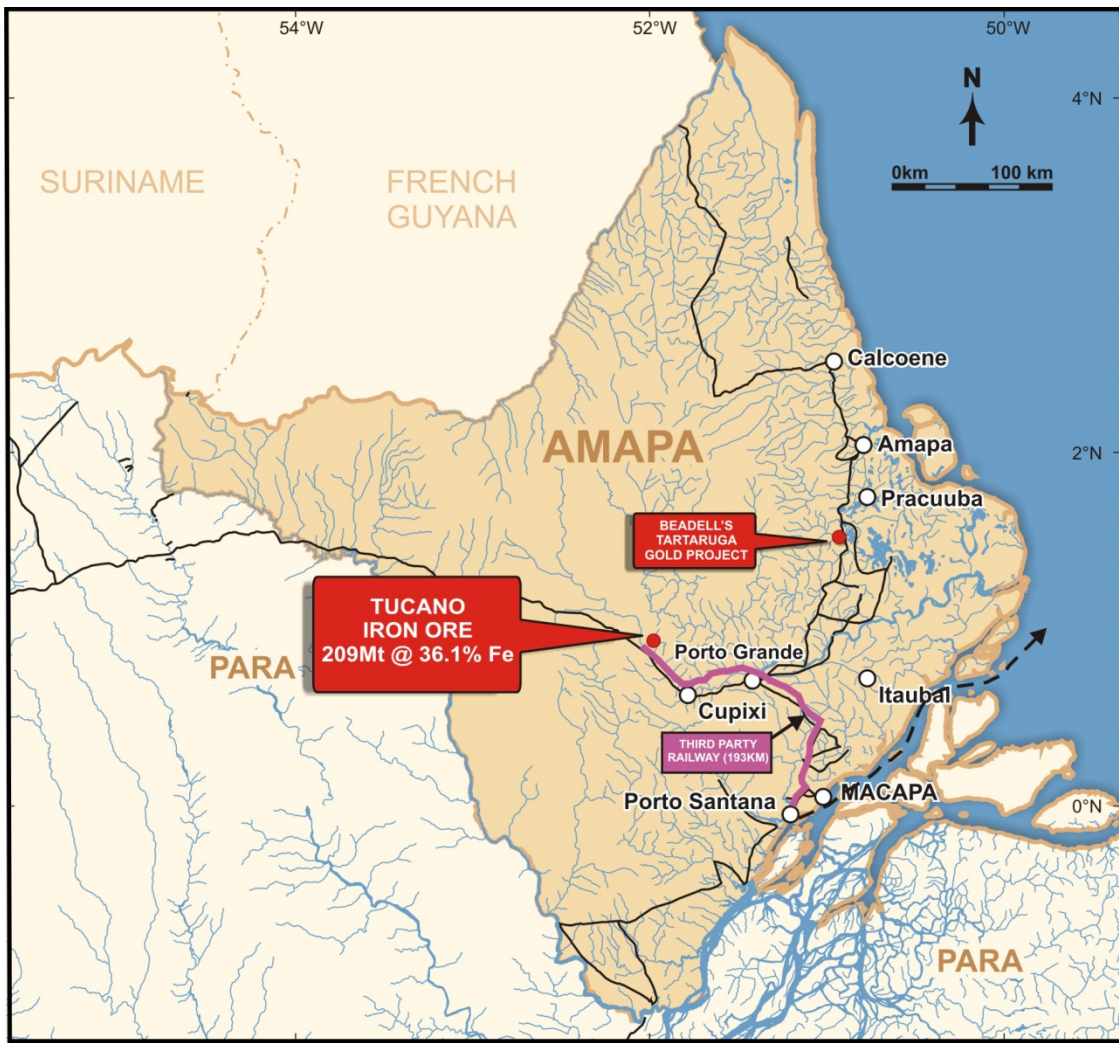 54°W
52°W
50°W
N
4°N
0km
100 km
SURINAME
FRENCH
GUYANA
Calcoene
AMAPA
Amapa
2°N
Pracuuba
BEADELL'S
TARTARUGA
GOLD PROJECT
TUCANO
IRON ORE
209Mt @ 36.1% Fe
PARA
Porto Grande
Itaubal
Cupixi
THIRD PARTY
RAILWAY (193KM)
MACAPA
Porto Santana
0°N
PARA